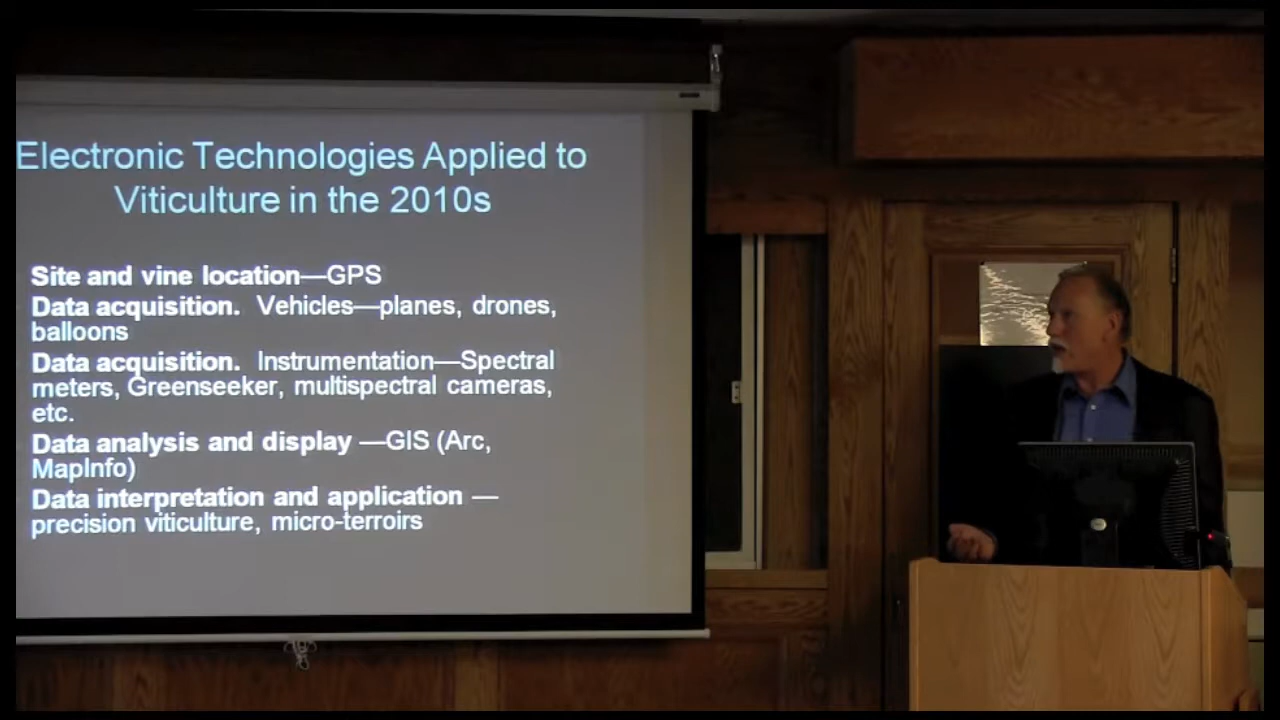 Electronic Technologies Applied to
Viticulture in the 2010s
Site and vine location—GPS
Data acquisition. Vehicles—planes, drones,
balloons
Data acquisition. Instrumentation—Spectral
meters, Greenseeker, multispectral cameras,
etc.
Data analysis and display —GIS (Arc,
MapInfo)
Data interpretation and application —
precision viticulture, micro-terroirs